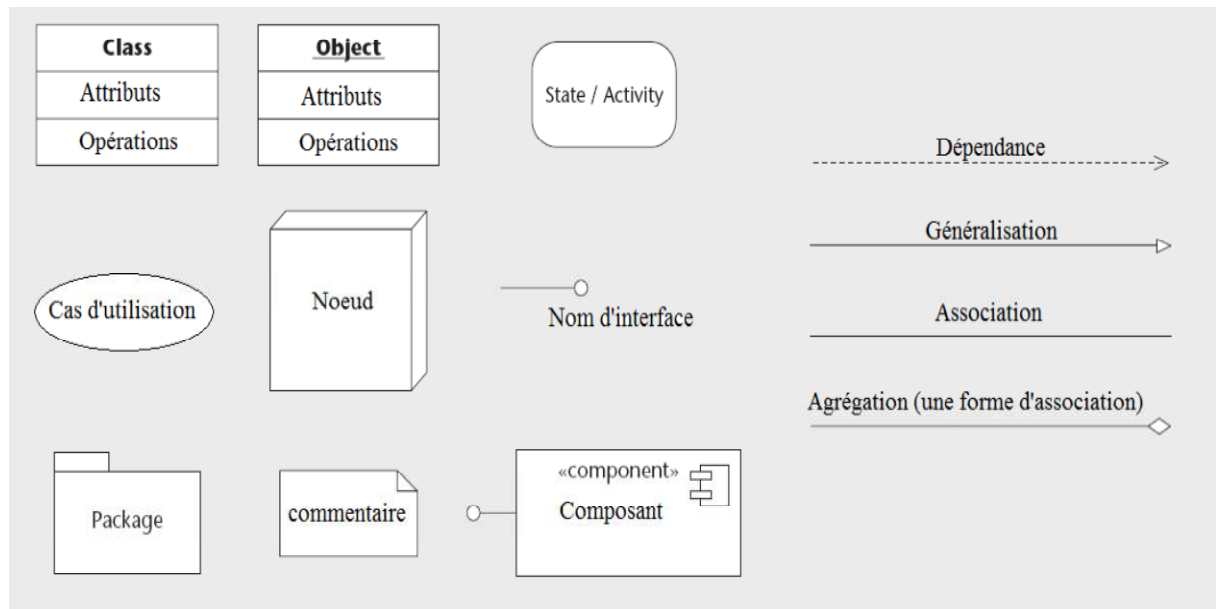 Class
Attributs
Opérations
Object
Attributs
Opérations
State / Activity
Dépendance
Généralisation
Association
Agrégation (une forme d'association)
Cas d'utilisation
Noeud
Nom d'interface
Package
commentaire
«component»
Composant